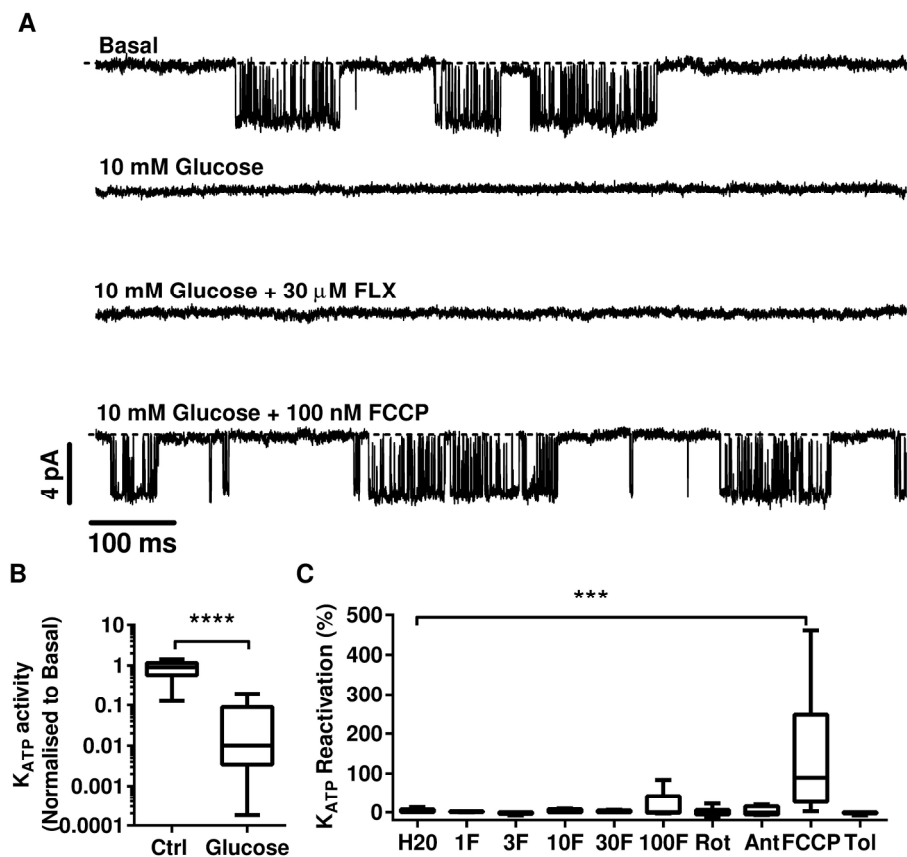 A
Basal
10 mM Glucose
10 mM Glucose + 30 μM FLX
10 mM Glucose + 100 nM FCCP
4 pA
100 ms
B
KATP activity
(Normalised to Basal)
10
1
0.1
0.01
0.001
0.0001
****
Ctrl Glucose
C
KATP Reactivation (%)
500
400
300
200
100
0
***
H20 1F 3F 10F 30F 100F Rot Ant FCCP Tol